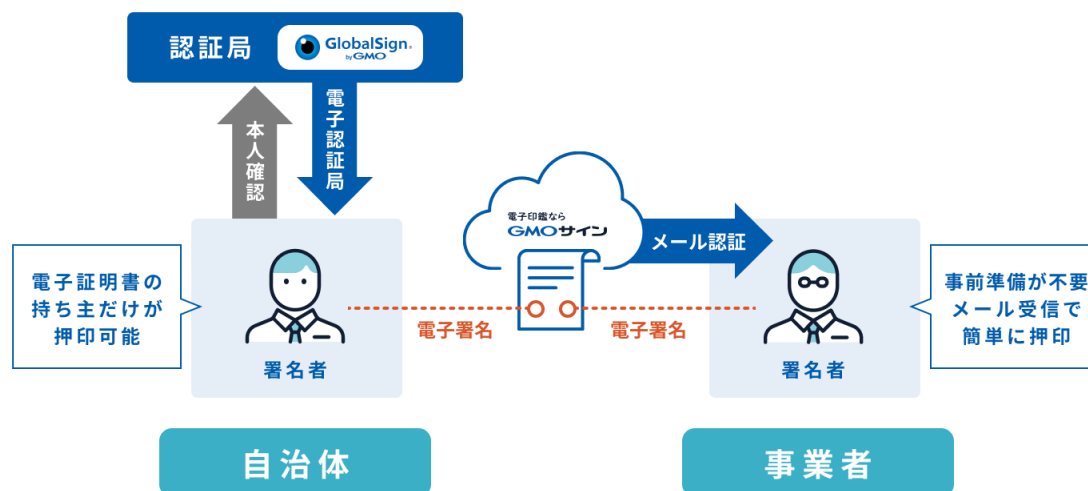 認証局
GlobalSign.
by GMO
本人確認
電子認証局
電子印鑑なら
GMOサイン
メール認証
電子証明書の
持ち主だけが
押印可能
事前準備が不要
メール受信で
簡単に押印
電子署名
電子署名
署名者
署名者
自治体
事業者